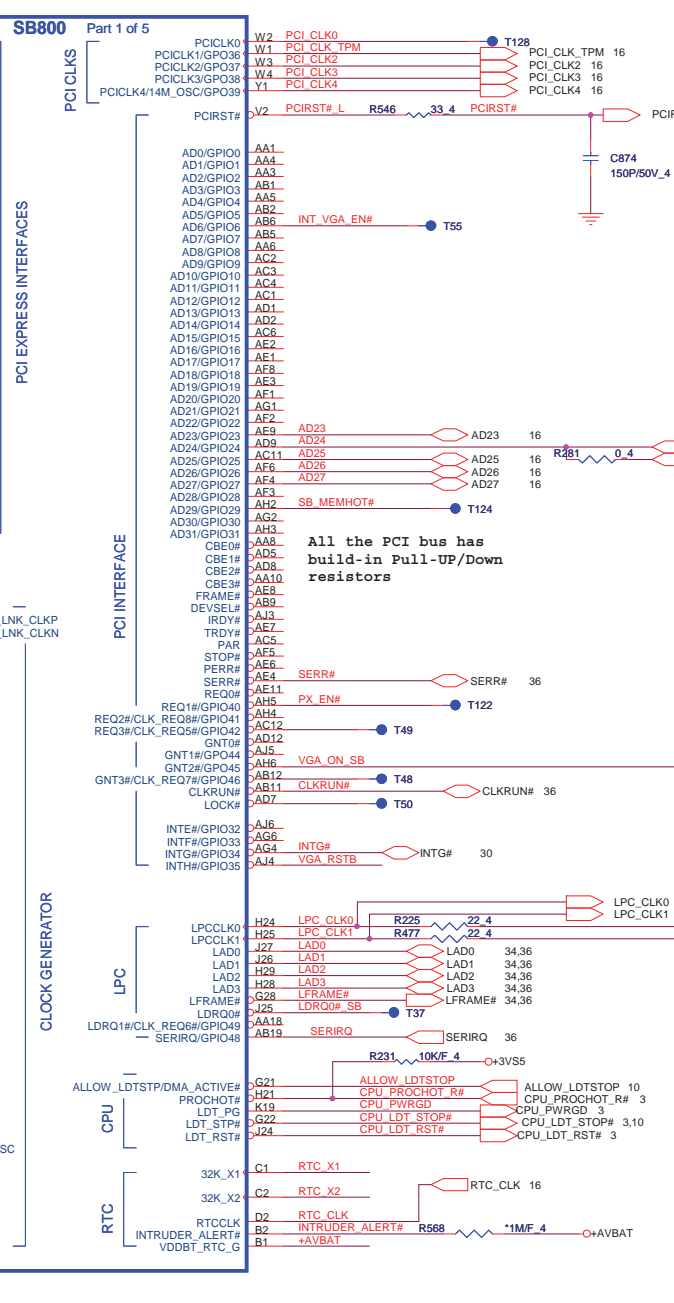 SB800 Part 1 of 5
PCI CLKS
PCICLK0 W2 PCI_CLK0 T128
PCICLK1/GPO36 W1 PCI_CLK_TPM PCI_CLK_TPM 16
PCICLK2/GPO37 W3 PCI_CLK2 PCI_CLK2 16
PCICLK3/GPO38 W4 PCI_CLK3 PCI_CLK3 16
PCICLK4/14M_OSC/GPO39 Y1 PCI_CLK4 PCI_CLK4 16
PCIRST# V2 PCIRST#_L R546 33_4 PCIRST#
C874
150P/50V_4
PCI EXPRESS INTERFACES
PCI INTERFACE
AD0/GPIO0 AA1
AD1/GPIO1 AA4
AD2/GPIO2 AA3
AD3/GPIO3 AB1
AD4/GPIO4 AA5
AD5/GPIO5 AB2
AD6/GPIO6 AB6 INT_VGA_EN# T55
AD7/GPIO7 AB5
AD8/GPIO8 AA6
AD9/GPIO9 AC2
AD10/GPIO10 AC3
AD11/GPIO11 AC4
AD12/GPIO12 AC1
AD13/GPIO13 AD1
AD14/GPIO14 AD2
AD15/GPIO15 AC6
AD16/GPIO16 AE2
AD17/GPIO17 AE1
AD18/GPIO18 AF8
AD19/GPIO19 AE3
AD20/GPIO20 AF1
AD21/GPIO21 AG1
AD22/GPIO22 AF2
AD23/GPIO23 AE9 AD23 AD23 16
AD24/GPIO24 AD9 AD24
AD25/GPIO25 AC11 AD25 AD25 16 R281 0_4
AD26/GPIO26 AF6 AD26 AD26 16
AD27/GPIO27 AF4 AD27 AD27 16
AD28/GPIO28 AF3
AD29/GPIO29 AH2 SB_MEMHOT# T124
AD30/GPIO30 AG2
AD31/GPIO31 AH3
All the PCI bus has
build-in Pull-UP/Down
resistors
CBE0# AA8
CBE1# AD5
CBE2# AD8
CBE3# AA10
FRAME# AE8
DEVSEL# AB9
IRDY# AJ3
TRDY# AE7
PAR AC5
STOP# AF5
PERR# AE6
SERR# AE4 SERR# SERR# 36
REQ0# AE11
REQ1#/GPIO40 AH5 PX_EN# T122
REQ2#/CLK_REQ8#/GPIO41 AH4
REQ3#/CLK_REQ5#/GPIO42 AC12 T49
GNT0# AD12
GNT1#/GPO44 AJ5
GNT2#/GPO45 AH6 VGA_ON_SB
GNT3#/CLK_REQ7#/GPIO46 AB12 T48
CLKRUN# AB11 CLKRUN# CLKRUN# 36
LOCK# AD7 T50
INTE#/GPIO32 AJ6
INTF#/GPIO33 AG6
INTG#/GPIO34 AG4 INTG# INTG# 30
INTH#/GPIO35 AJ4 VGA_RSTB
_LNK_CLKP
_LNK_CLKN
CLOCK GENERATOR
LPC
LPC_CLK0
LPC_CLK1
LPCCLK0 H24 LPC_CLK0 R225 22_4
LPCCLK1 H25 LPC_CLK1 R477 22_4
LAD0 J27 LAD0 LAD0 34,36
LAD1 J26 LAD1 LAD1 34,36
LAD2 H29 LAD2 LAD2 34,36
LAD3 H28 LAD3 LAD3 34,36
LFRAME# G28 LFRAME# LFRAME# 34,36
LDRQ0# J25 LDRQ0#_SB T37
LDRQ1#/CLK_REQ6#/GPIO49 AA18
SERIRQ/GPIO48 AB19 SERIRQ SERIRQ 36
R231 10K/F_4 +3VS5
CPU
ALLOW_LDTSTP/DMA_ACTIVE# G21 ALLOW_LDTSTOP ALLOW_LDTSTOP 10
PROCHOT# H21 CPU_PROCHOT_R# CPU_PROCHOT_R# 3
LDT_PG K19 CPU_PWRGD CPU_PWRGD 3
LDT_STP# G22 CPU_LDT_STOP# CPU_LDT_STOP# 3,10
LDT_RST# J24 CPU_LDT_RST# CPU_LDT_RST# 3
SC
RTC
32K_X1 C1 RTC_X1
32K_X2 C2 RTC_X2
RTC_CLK 16
RTCCLK D2 RTC_CLK
INTRUDER_ALERT# B2 INTRUDER_ALERT# R568 *1M/F_4 +AVBAT
VDDBT_RTC_G B1 +AVBAT